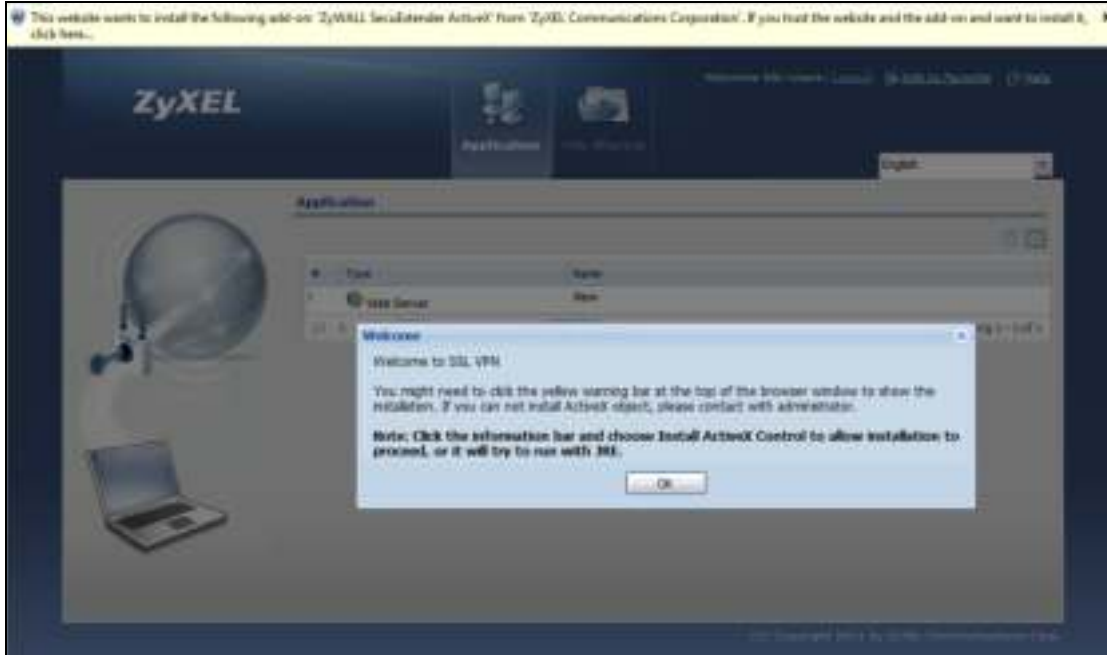 This website wants to install the following add-on: 'ZyWALL SecuExtender ActiveX' from 'ZyXEL Communications Corporation'. If you trust the website and the add-on and want to install it,
click here...
ZyXEL
Application
English
Application
# Type Name
Web Server
Welcome
Welcome to SSL VPN
You might need to click the yellow warning bar at the top of the browser window to show the
installation. If you can not install ActiveX object, please contact with administrator.
Note: Click the information bar and choose Install ActiveX Control to allow installation to
proceed, or it will try to run with JRE.
OK